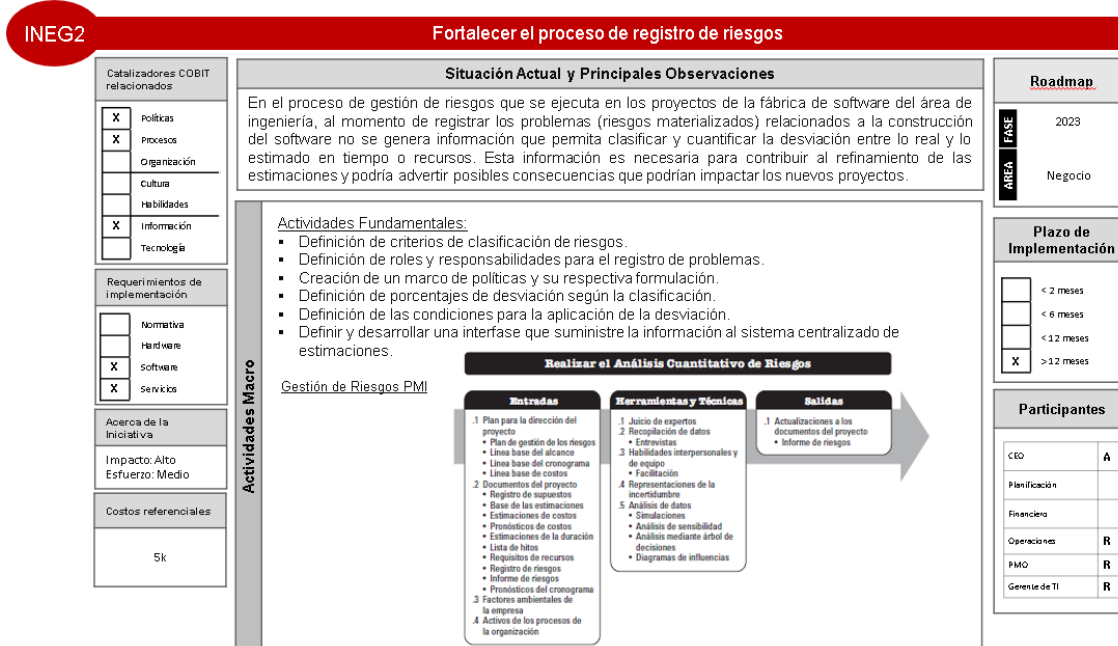 INEG2
Fortalecer el proceso de registro de riesgos
Catalizadores COBIT
relacionados
X Políticas
X Procesos
Organización
Cultura
Habilidades
X Información
Tecnología
Requerimientos de
implementación
Normativa
Hardware
X Software
X Servicios
Acerca de la
Iniciativa
Impacto: Alto
Esfuerzo: Medio
Costos referenciales
5k
Situación Actual y Principales Observaciones
En el proceso de gestión de riesgos que se ejecuta en los proyectos de la fábrica de software del área de
ingeniería, al momento de registrar los problemas (riesgos materializados) relacionados a la construcción
del software no se genera información que permita clasificar y cuantificar la desviación entre lo real y lo
estimado en tiempo o recursos. Esta información es necesaria para contribuir al refinamiento de las
estimaciones y podría advertir posibles consecuencias que podrían impactar los nuevos proyectos.
Actividades Macro
Actividades Fundamentales:
▪ Definición de criterios de clasificación de riesgos.
▪ Definición de roles y responsabilidades para el registro de problemas.
▪ Creación de un marco de políticas y su respectiva formulación.
▪ Definición de porcentajes de desviación según la clasificación.
▪ Definición de las condiciones para la aplicación de la desviación.
▪ Definir y desarrollar una interfase que suministre la información al sistema centralizado de
estimaciones.
Gestión de Riesgos PMI
Realizar el Análisis Cuantitativo de Riesgos
Entradas
.1 Plan para la dirección del
proyecto
• Plan de gestión de los riesgos
• Línea base del alcance
• Línea base del cronograma
• Línea base de costos
.2 Documentos del proyecto
• Registro de supuestos
• Base de las estimaciones
• Estimaciones de costos
• Pronósticos de costos
• Estimaciones de la duración
• Lista de hitos
• Requisitos de recursos
• Registro de riesgos
• Informe de riesgos
• Pronósticos del cronograma
.3 Factores ambientales de
la empresa
.4 Activos de los procesos de
la organización
Herramientas y Técnicas
.1 Juicio de expertos
.2 Recopilación de datos
• Entrevistas
.3 Habilidades interpersonales y
de equipo
• Facilitación
.4 Representaciones de la
incertidumbre
.5 Análisis de datos
• Simulaciones
• Análisis de sensibilidad
• Análisis mediante árbol de
decisiones
• Diagramas de influencias
Salidas
.1 Actualizaciones a los
documentos del proyecto
• Informe de riesgos
Roadmap
FASE 2023
AREA Negocio
Plazo de
Implementación
< 2 meses
< 6 meses
< 12 meses
X >12 meses
Participantes
CEO A
Planificación
Financiero
Operaciones R
PMO R
Gerente de TI R